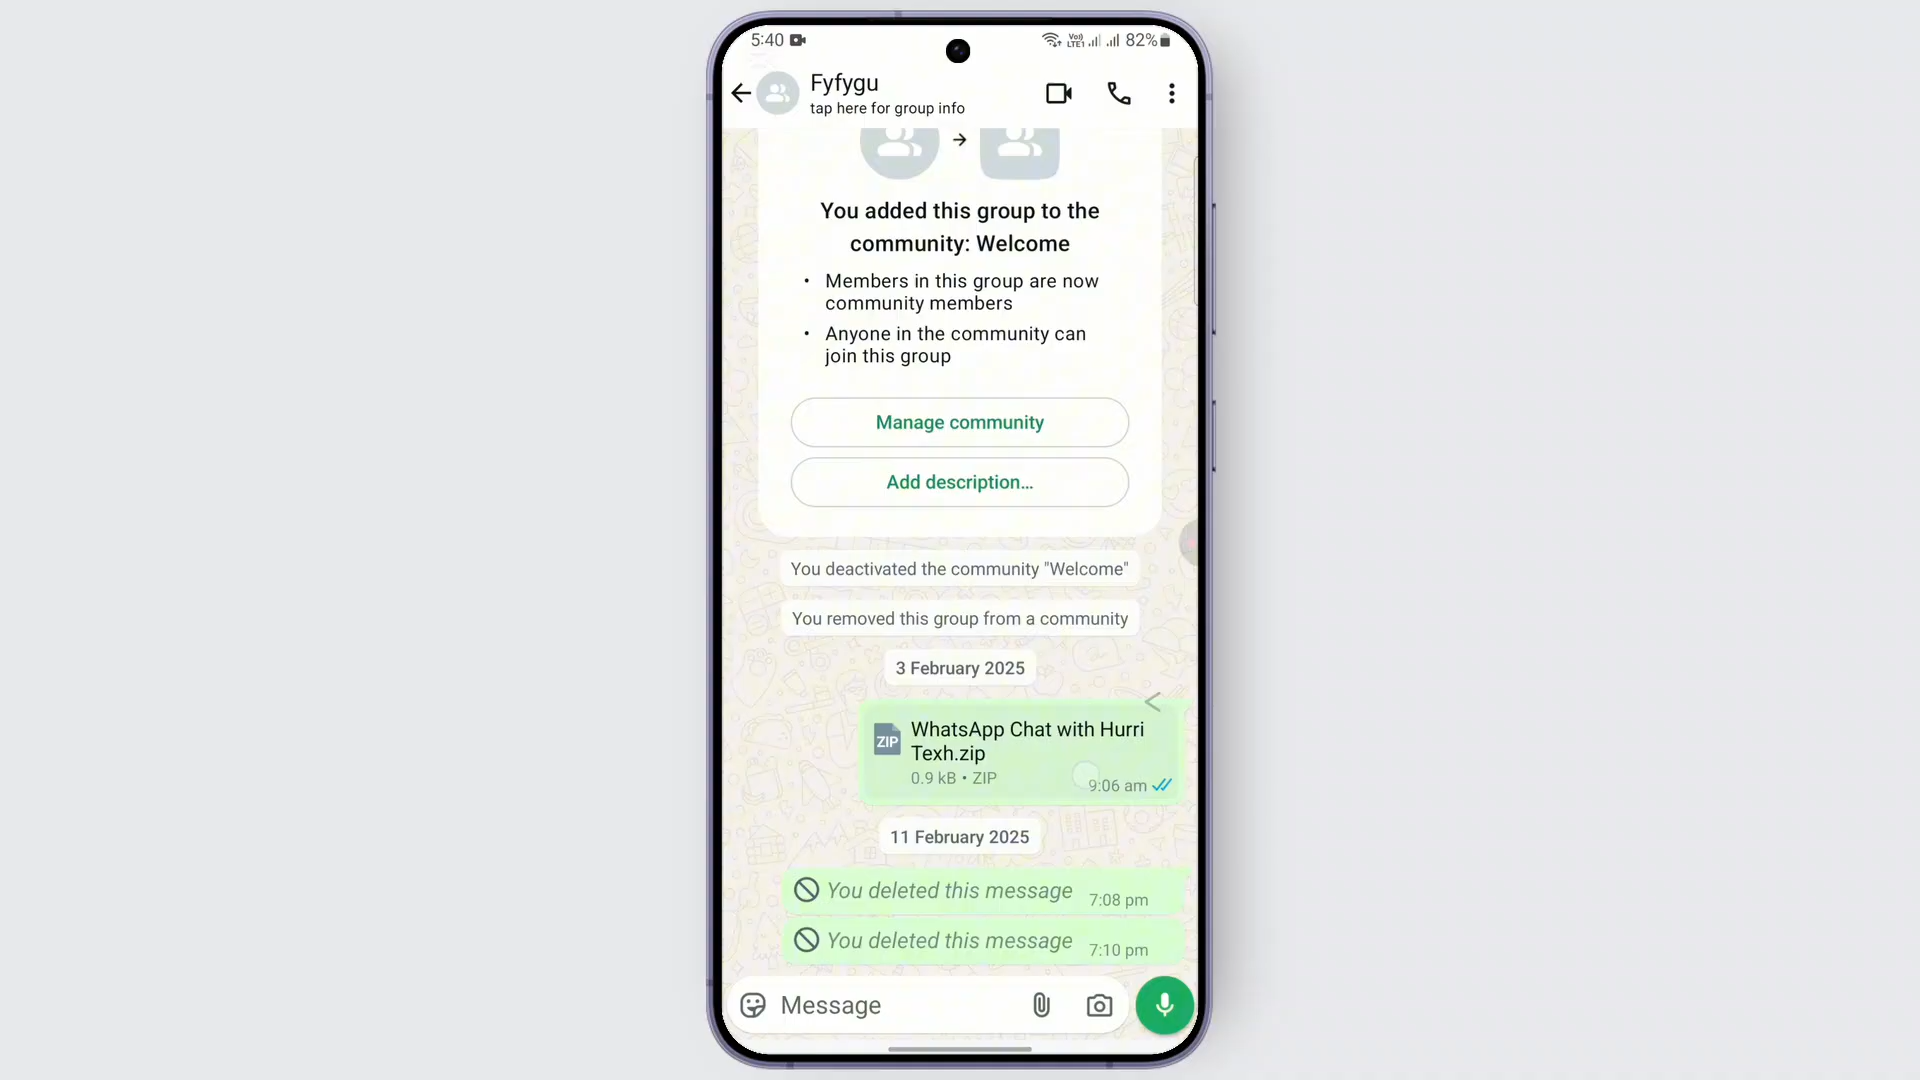 5:40
Vo)) LTE1 82%
Fyfygu
tap here for group info
You added this group to the
community: Welcome
• Members in this group are now
community members
• Anyone in the community can
join this group
Manage community
Add description...
You deactivated the community "Welcome"
You removed this group from a community
3 February 2025
ZIP
WhatsApp Chat with Hurri
Texh.zip
0.9 kB • ZIP
9:06 am
11 February 2025
You deleted this message 7:08 pm
You deleted this message 7:10 pm
Message